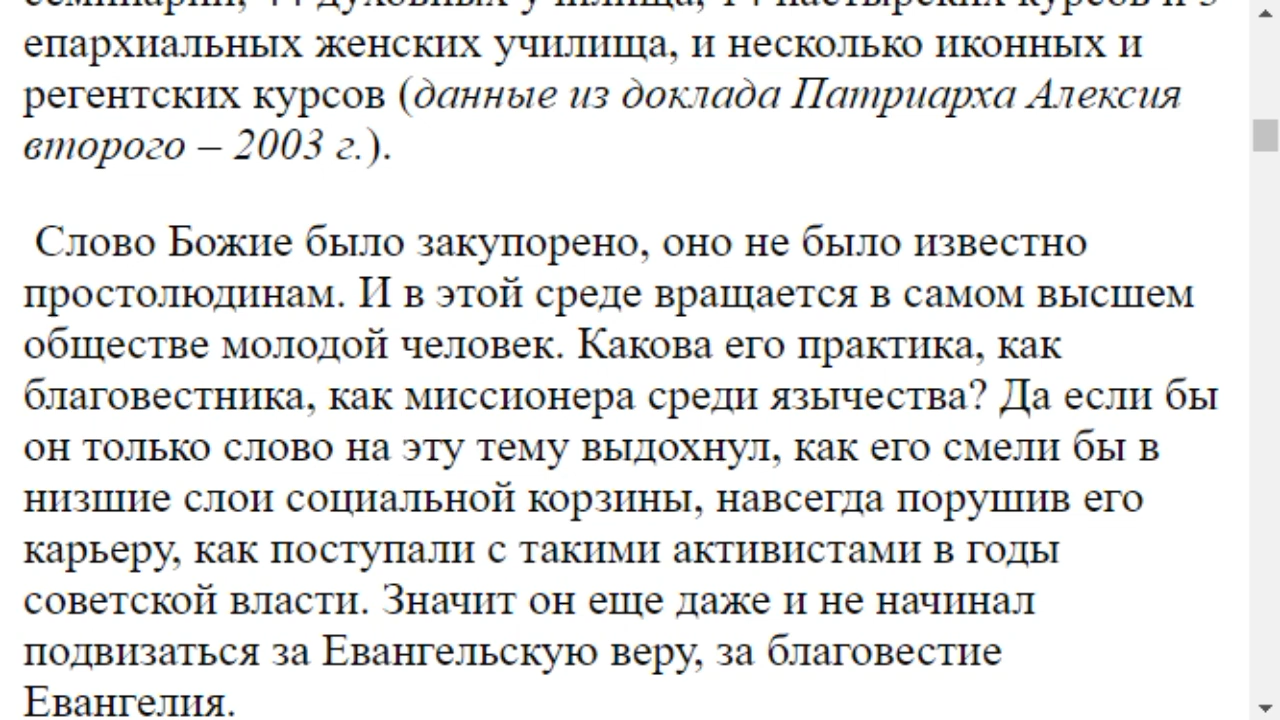 епархиальных женских училища, и несколько иконных и
регентских курсов (данные из доклада Патриарха Алексия
второго – 2003 г.).
Слово Божие было закупорено, оно не было известно
простолюдинам. И в этой среде вращается в самом высшем
обществе молодой человек. Какова его практика, как
благовестника, как миссионера среди язычества? Да если бы
он только слово на эту тему выдохнул, как его смели бы в
низшие слои социальной корзины, навсегда порушив его
карьеру, как поступали с такими активистами в годы
советской власти. Значит он еще даже и не начинал
подвизаться за Евангельскую веру, за благовестие
Евангелия.